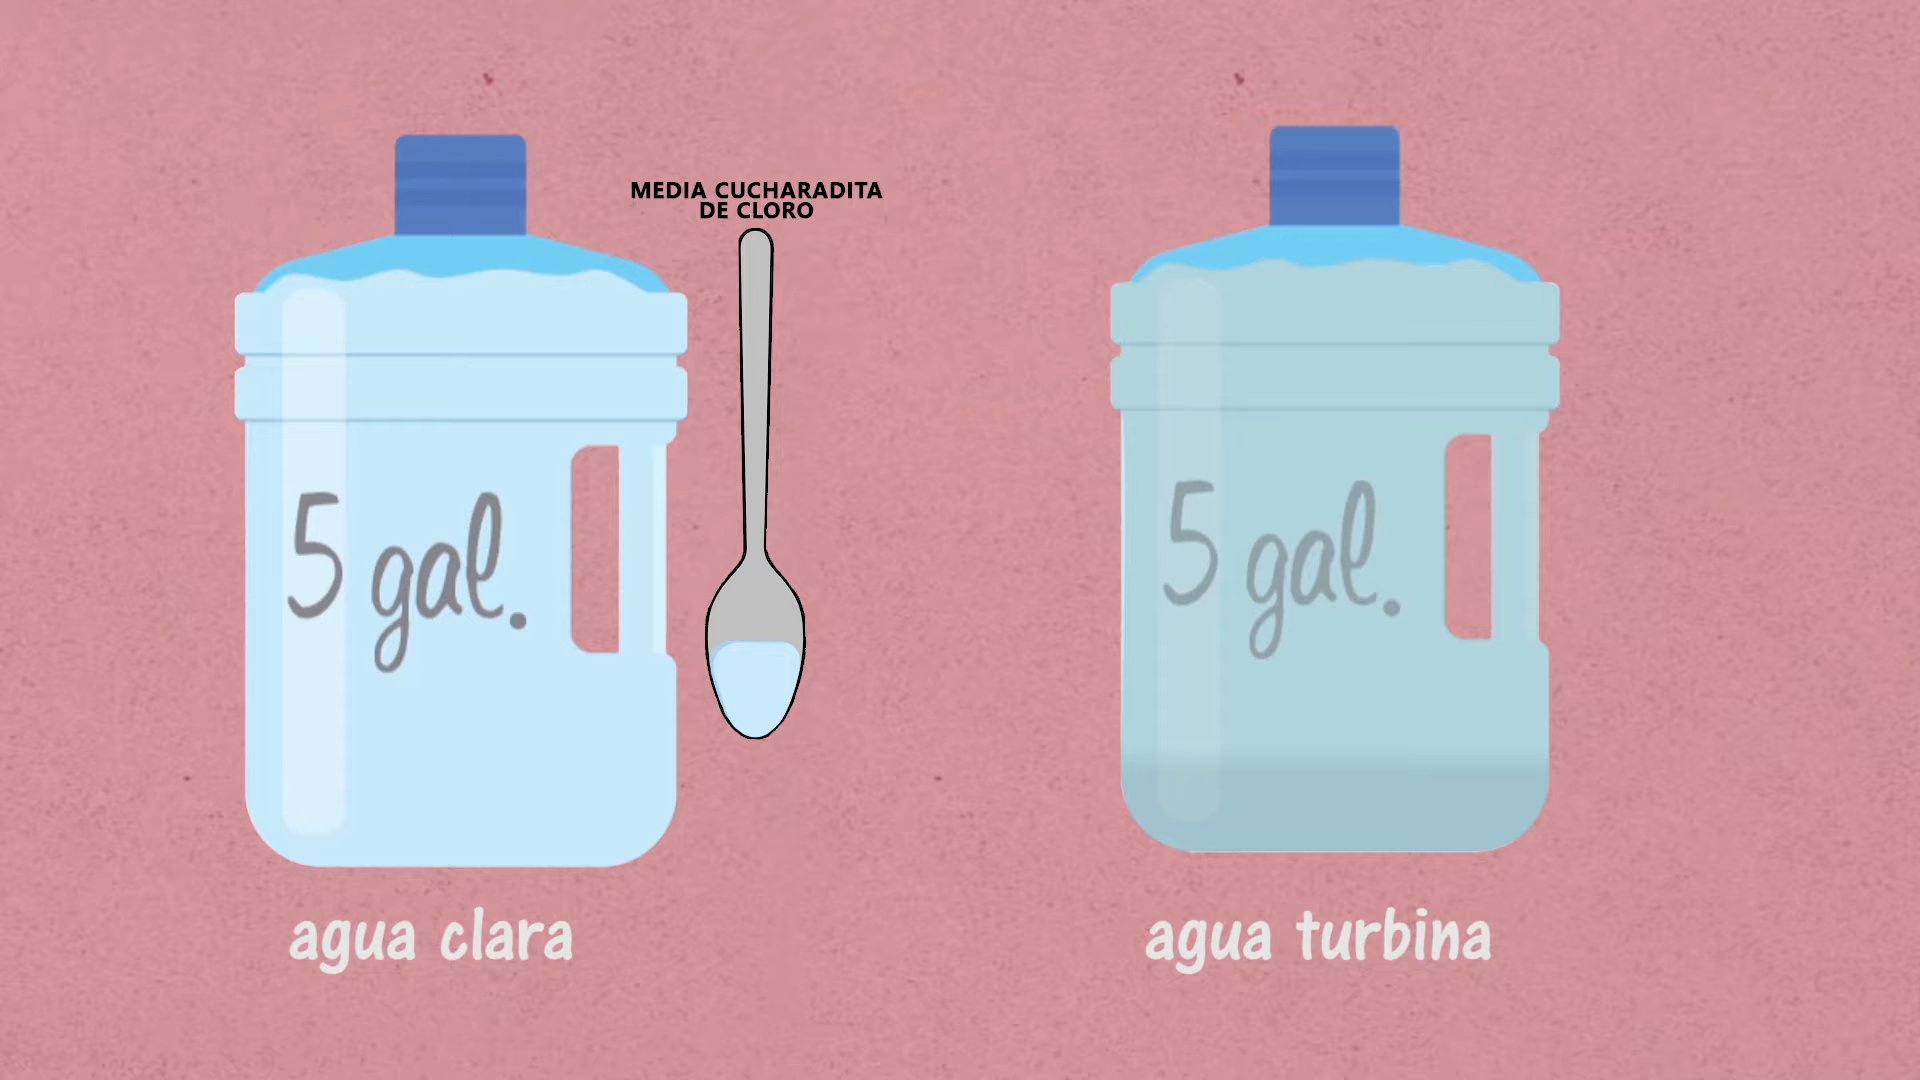 MEDIA CUCHARADITA
DE CLORO
5 gal.
5 gal.
agua clara
agua turbina